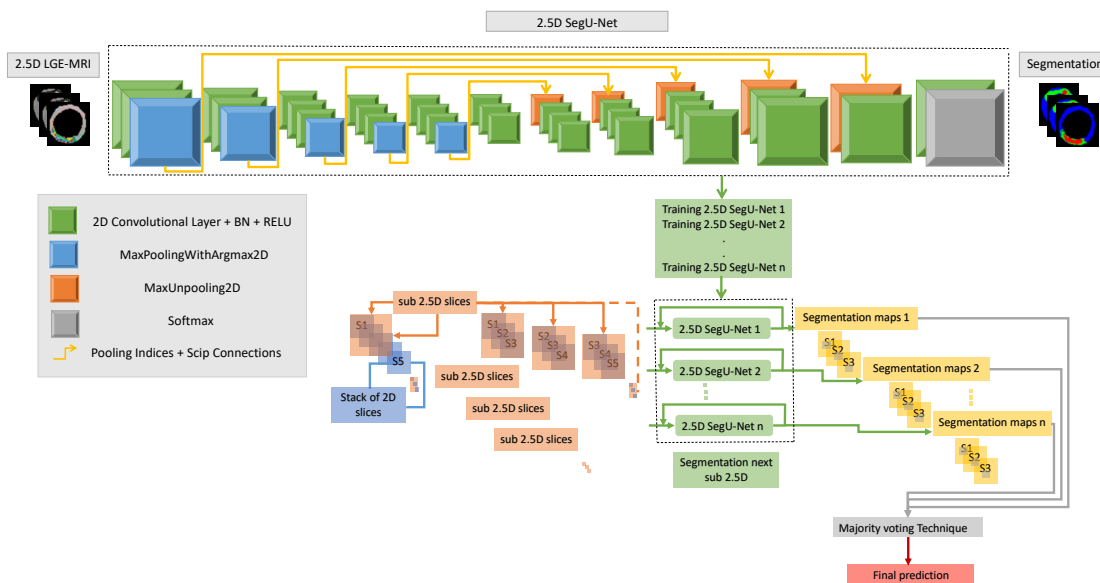 2.5D SegU-Net
2.5D LGE-MRI
Segmentation
2D Convolutional Layer + BN + RELU
MaxPoolingWithArgmax2D
MaxUnpooling2D
Softmax
Pooling Indices + Scip Connections
Training 2.5D SegU-Net 1
Training 2.5D SegU-Net 2
.
.
Training 2.5D SegU-Net n
sub 2.5D slices
S1
S5
Stack of 2D
slices
S1
S2
S3
S2
S3
S4
S3
S4
S5
sub 2.5D slices
sub 2.5D slices
sub 2.5D slices
2.5D SegU-Net 1
2.5D SegU-Net 2
2.5D SegU-Net n
Segmentation next
sub 2.5D
Segmentation maps 1
S1
S2
S3
Segmentation maps 2
S1
S2
S3
Segmentation maps n
S1
S2
S3
Majority voting Technique
Final prediction